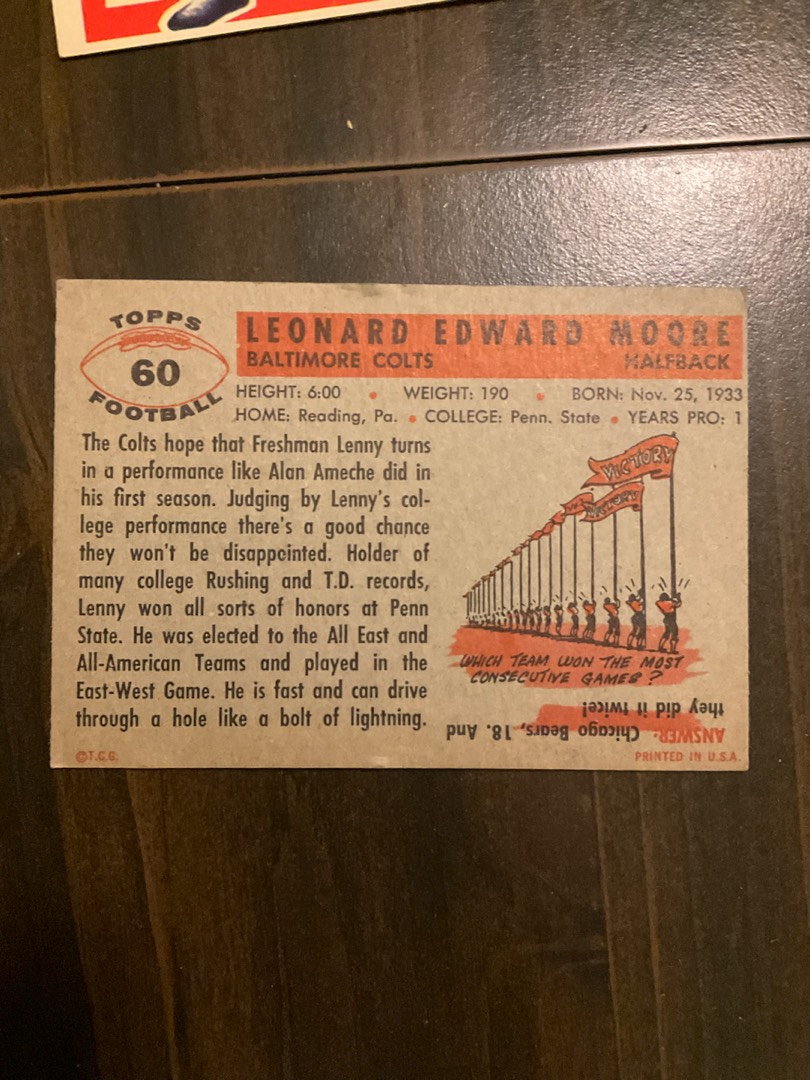 TOPPS
60
FOOTBALL
LEONARD EDWARD MOORE
BALTIMORE COLTS HALFBACK
HEIGHT: 6:00 • WEIGHT: 190 • BORN: Nov. 25, 1933
HOME: Reading, Pa. • COLLEGE: Penn. State • YEARS PRO: 1
The Colts hope that Freshman Lenny turns
in a performance like Alan Ameche did in
his first season. Judging by Lenny's col-
lege performance there's a good chance
they won't be disappointed. Holder of
many college Rushing and T.D. records,
Lenny won all sorts of honors at Penn
State. He was elected to the All East and
All-American Teams and played in the
East-West Game. He is fast and can drive
through a hole like a bolt of lightning.
VICTORY
VICTORY
WHICH TEAM WON THE MOST
CONSECUTIVE GAMES?
ANSWER: Chicago Bears, 18. And
they did it twice!
©T.C.G. PRINTED IN U.S.A.